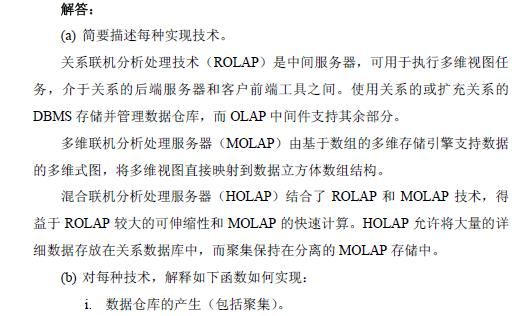 解答：
(a) 简要描述每种实现技术。
关系联机分析处理技术（ROLAP）是中间服务器，可用于执行多维视图任
务，介于关系的后端服务器和客户前端工具之间。使用关系的或扩充关系的
DBMS 存储并管理数据仓库，而 OLAP 中间件支持其余部分。
多维联机分析处理服务器（MOLAP）由基于数组的多维存储引擎支持数据
的多维式图，将多维视图直接映射到数据立方体数组结构。
混合联机分析处理服务器（HOLAP）结合了 ROLAP 和 MOLAP 技术，得
益于 ROLAP 较大的可伸缩性和 MOLAP 的快速计算。HOLAP 允许将大量的详
细数据存放在关系数据库中，而聚集保持在分离的 MOLAP 存储中。
(b) 对每种技术，解释如下函数如何实现：
i. 数据仓库的产生（包括聚集）。